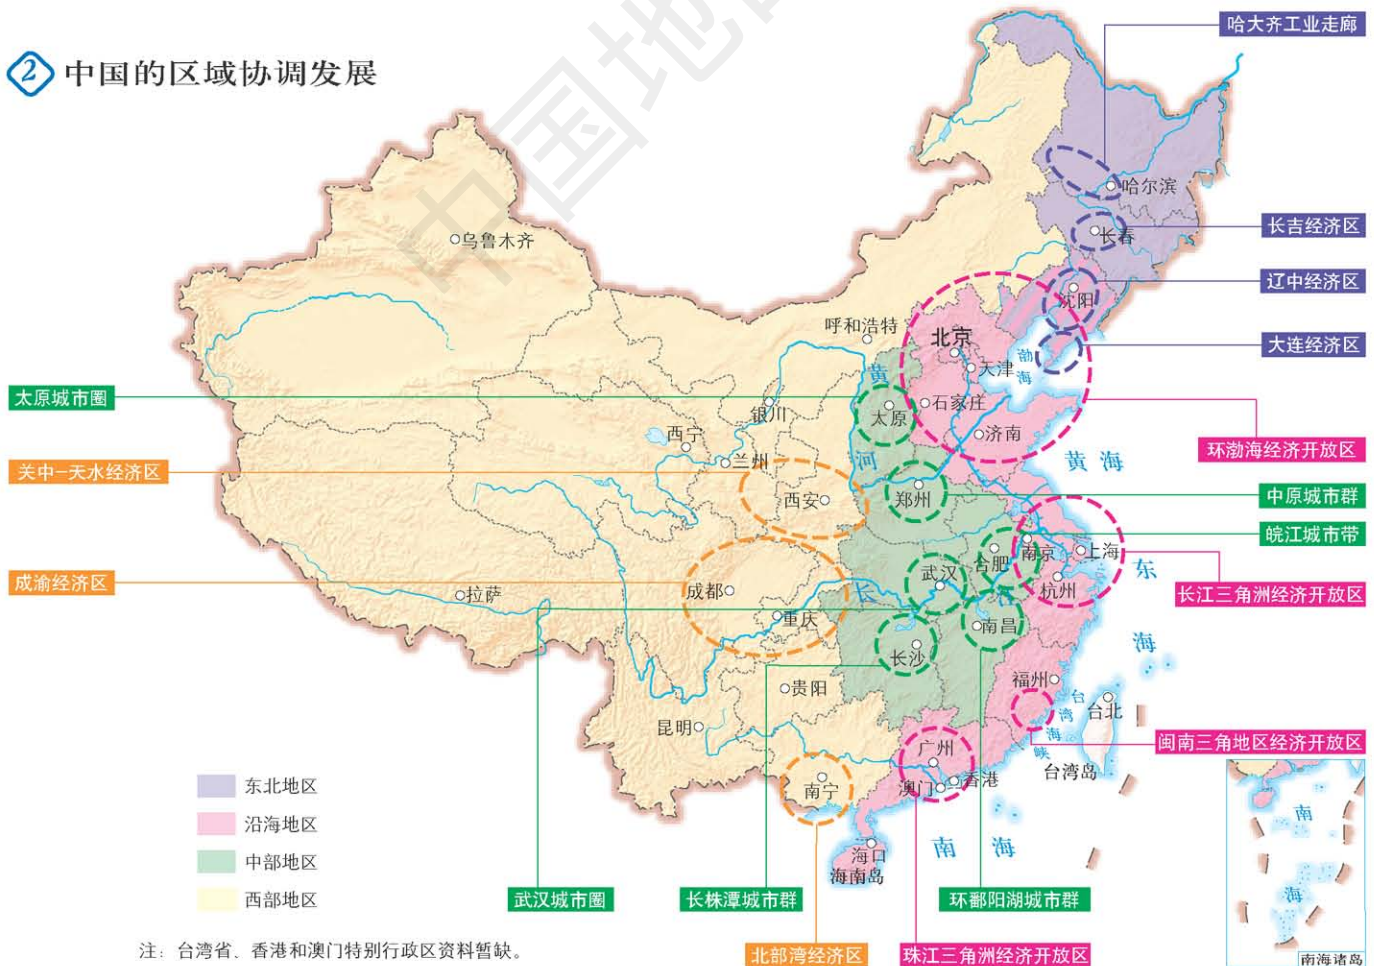 哈大齐工业走廊
2 中国的区域协调发展
中国地
哈尔滨
乌鲁木齐
长春
长吉经济区
沈阳
辽中经济区
呼和浩特
北京
渤海
大连经济区
天津
黄
太原城市圈
太原
石家庄
银川
济南
西宁
环渤海经济开放区
兰州
河
黄海
关中—天水经济区
西安
郑州
中原城市群
皖江城市带
南京
上海
合肥
武汉
东
成渝经济区
成都
拉萨
长
江
杭州
长江三角洲经济开放区
重庆
南昌
海
长沙
贵阳
福州
台湾海峡
台北
昆明
广州
闽南三角地区经济开放区
台湾岛
南宁
澳门
香港
东北地区
沿海地区
中部地区
西部地区
海口
海南岛
南海
南
海
南海诸岛
武汉城市圈
长株潭城市群
环鄱阳湖城市群
北部湾经济区
珠江三角洲经济开放区
注：台湾省、香港和澳门特别行政区资料暂缺。